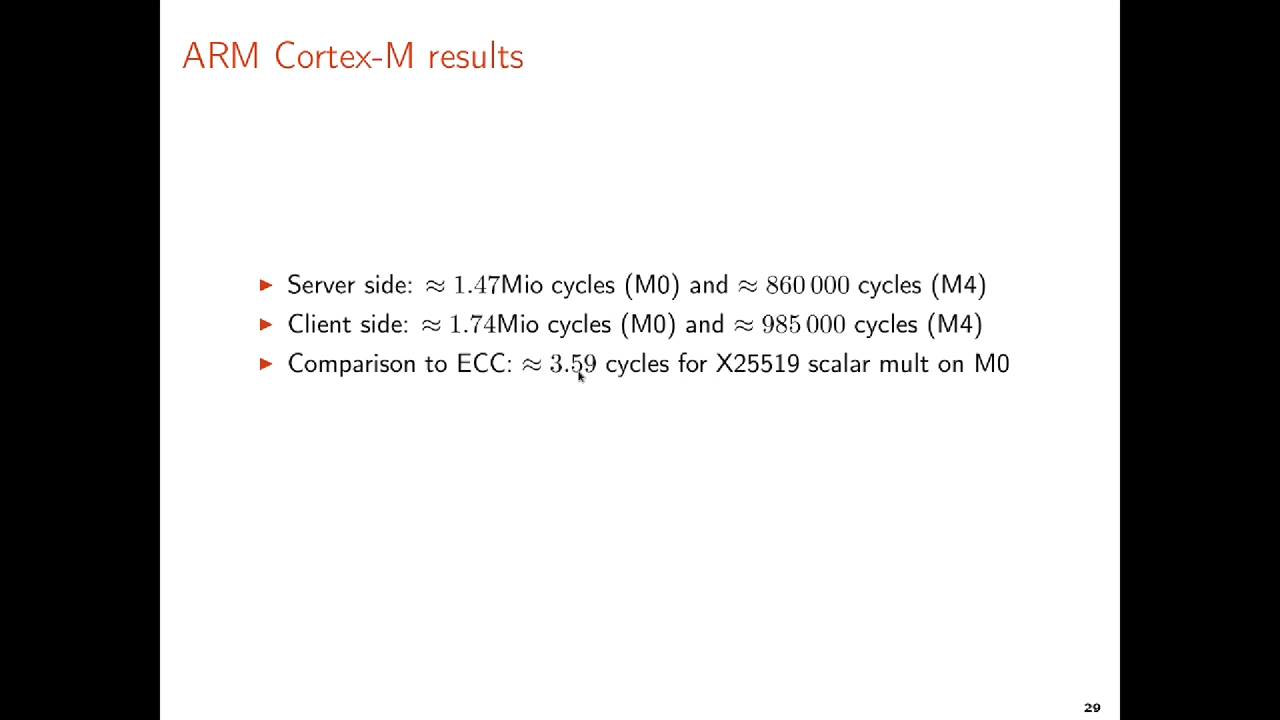 ARM Cortex-M results
▶ Server side: ≈ 1.47Mio cycles (M0) and ≈ 860 000 cycles (M4)
▶ Client side: ≈ 1.74Mio cycles (M0) and ≈ 985 000 cycles (M4)
▶ Comparison to ECC: ≈ 3.59 cycles for X25519 scalar mult on M0
29